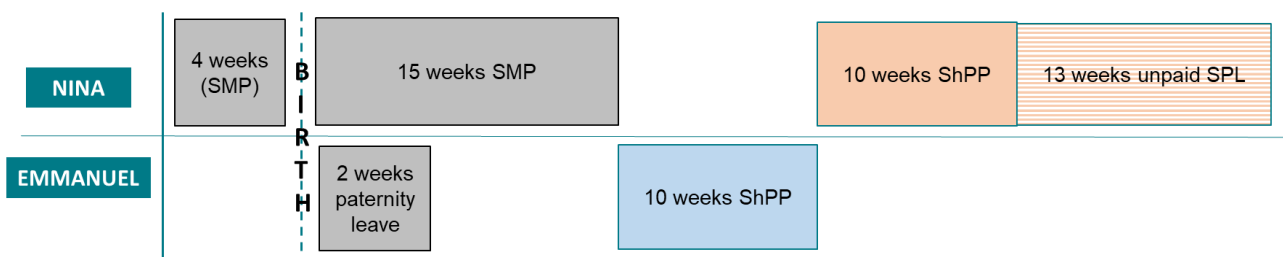 NINA
4 weeks
(SMP)
BIRTH
15 weeks SMP
10 weeks ShPP
13 weeks unpaid SPL
EMMANUEL
2 weeks
paternity
leave
10 weeks ShPP